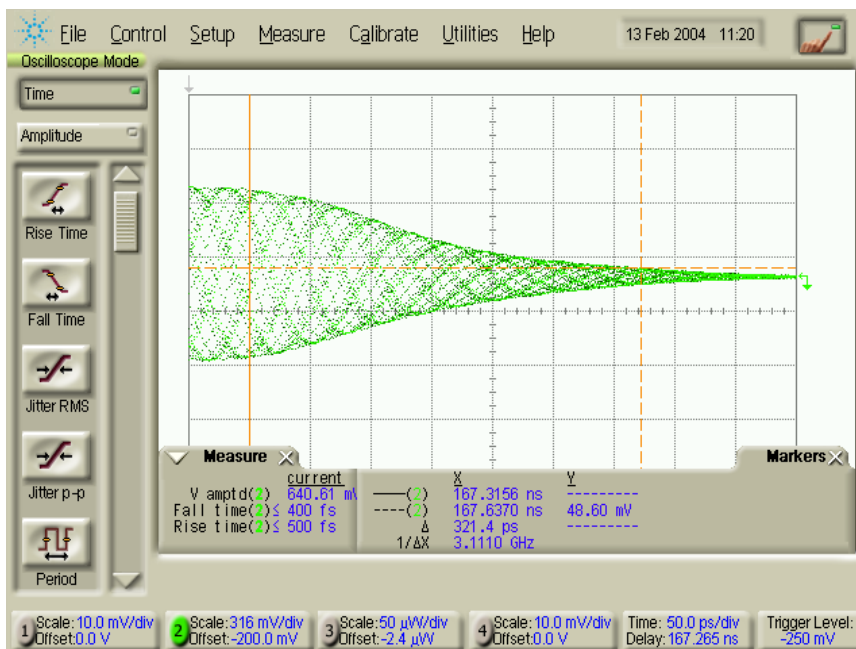 File Control Setup Measure Calibrate Utilities Help 13 Feb 2004 11:20
Oscilloscope Mode
Time
Amplitude
Rise Time
Fall Time
Jitter RMS
Jitter p-p
Period
Measure
current
V amptd(2) 640.61 mV
Fall time(2)≤ 400 fs
Rise time(2)≤ 500 fs
Markers
X Y
(2) 167.3156 ns ---------
----(2) 167.6370 ns 48.60 mV
Δ 321.4 ps ---------
1/ΔX 3.1110 GHz
1 Scale:10.0 mV/div
Offset:0.0 V
2 Scale:316 mV/div
Offset:-200.0 mV
3 Scale:50 µW/div
Offset:-2.4 µW
4 Scale:10.0 mV/div
Offset:0.0 V
Time: 50.0 ps/div
Delay:167.265 ns
Trigger Level:
-250 mV